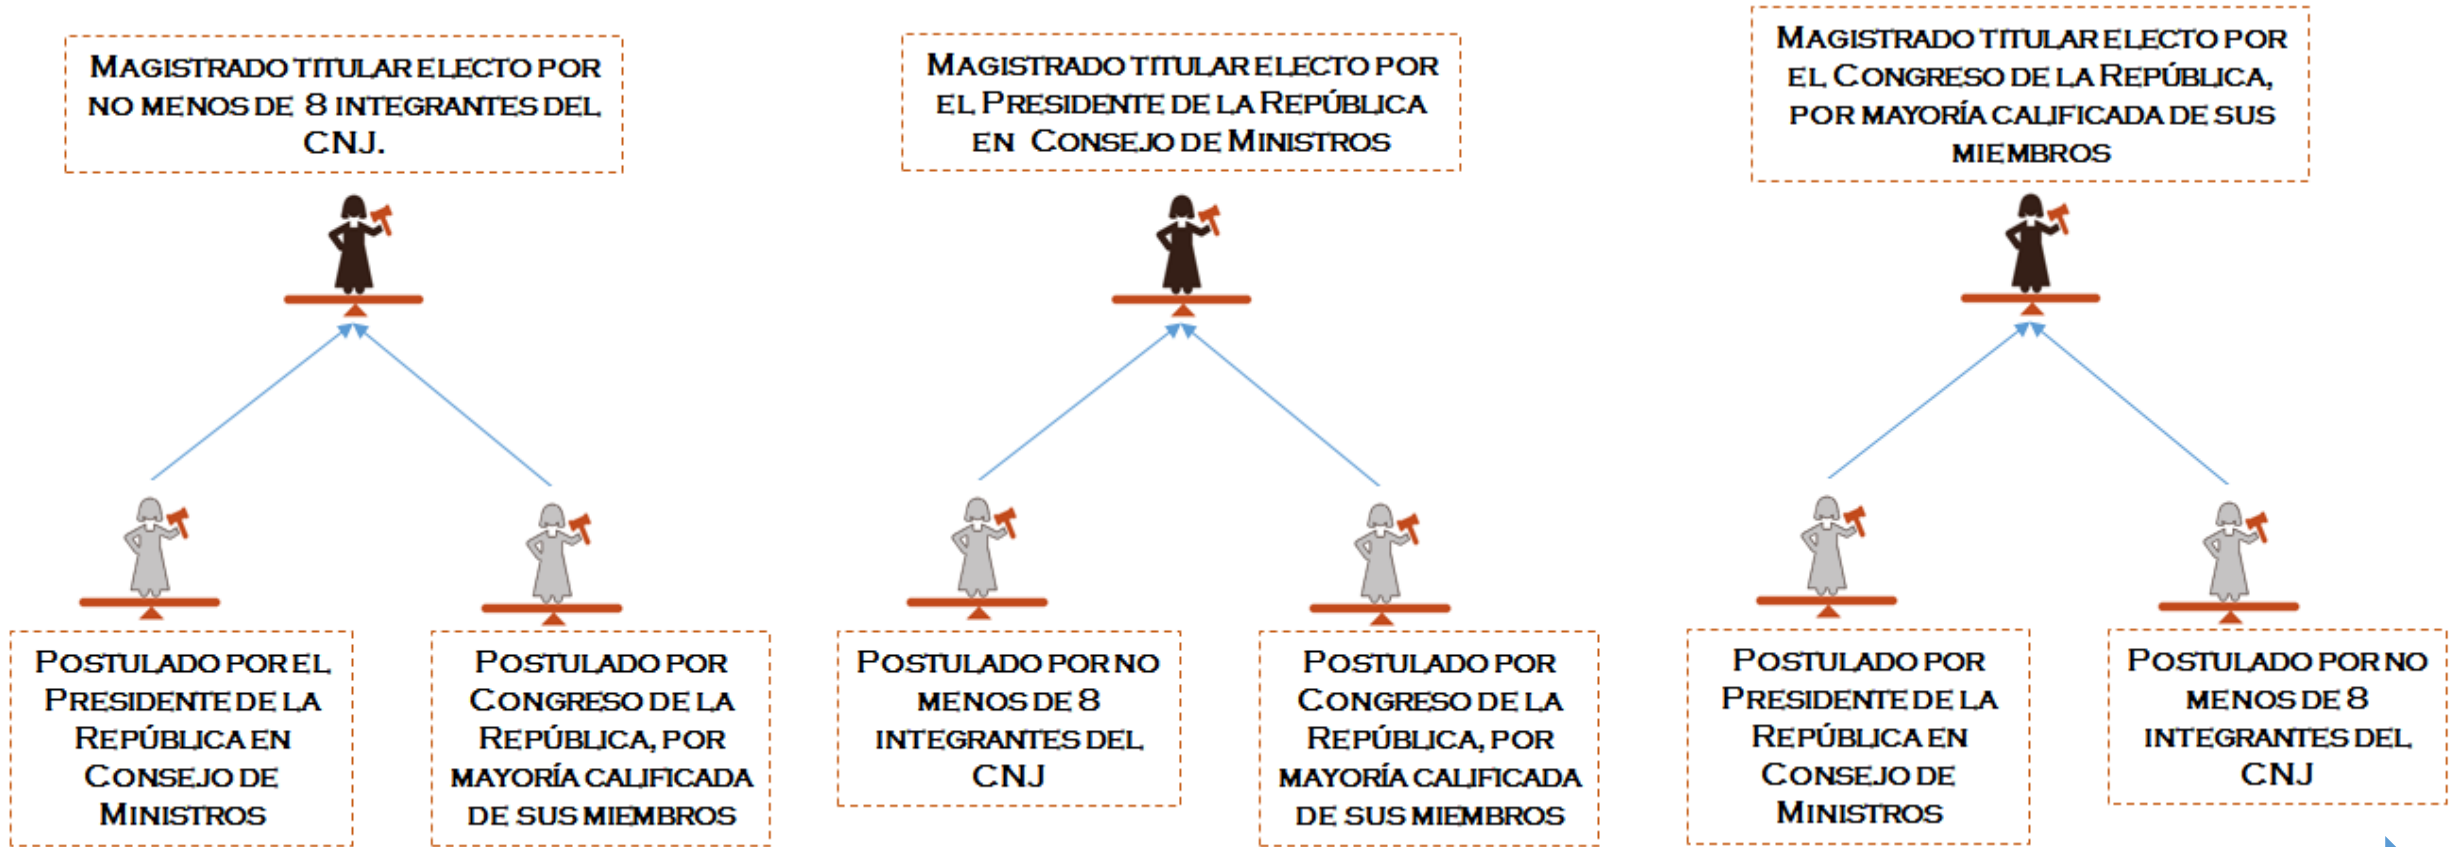 MAGISTRADO TITULAR ELECTO POR
NO MENOS DE 8 INTEGRANTES DEL
CNJ.
MAGISTRADO TITULAR ELECTO POR
EL PRESIDENTE DE LA REPÚBLICA
EN CONSEJO DE MINISTROS
MAGISTRADO TITULAR ELECTO POR
EL CONGRESO DE LA REPÚBLICA,
POR MAYORÍA CALIFICADA DE SUS
MIEMBROS
POSTULADO POR EL
PRESIDENTE DE LA
REPÚBLICA EN
CONSEJO DE
MINISTROS
POSTULADO POR
CONGRESO DE LA
REPÚBLICA, POR
MAYORÍA CALIFICADA
DE SUS MIEMBROS
POSTULADO POR NO
MENOS DE 8
INTEGRANTES DEL
CNJ
POSTULADO POR
CONGRESO DE LA
REPÚBLICA, POR
MAYORÍA CALIFICADA
DE SUS MIEMBROS
POSTULADO POR
PRESIDENTE DE LA
REPÚBLICA EN
CONSEJO DE
MINISTROS
POSTULADO POR NO
MENOS DE 8
INTEGRANTES DEL
CNJ